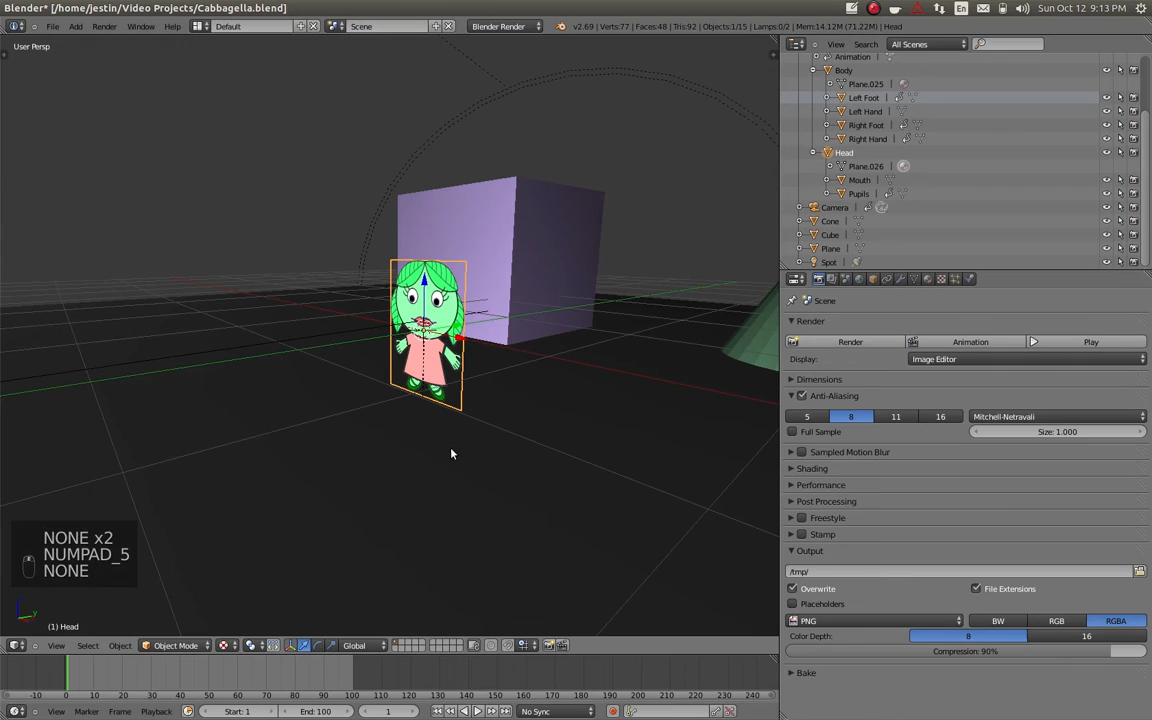 Blender* [/home/jestin/Video Projects/Cabbagella.blend]
En
Sun Oct 12 9:13 PM
File Add Render Window Help
Default
Scene
Blender Render
v2.69 | Verts:77 | Faces:48 | Tris:92 | Objects:1/15 | Lamps:0/2 | Mem:14.12M (71.22M) | Head
User Persp
View Search All Scenes
Animation
Body
Plane.025
Left Foot
Left Hand
Right Foot
Right Hand
Head
Plane.026
Mouth
Pupils
Camera
Cone
Cube
Plane
Spot
Scene
Render
Render Animation Play
Display: Image Editor
Dimensions
Anti-Aliasing
5 8 11 16 Mitchell-Netravali
Full Sample Size: 1.000
Sampled Motion Blur
Shading
Performance
Post Processing
Freestyle
Stamp
Output
/tmp/
Overwrite File Extensions
Placeholders
PNG BW RGB RGBA
Color Depth: 8 16
Compression: 90%
Bake
NONE x2
NUMPAD_5
NONE
z
y
(1) Head
View Select Object Object Mode Global
-10 0 10 20 30 40 50 60 70 80 90 100 110 120 130 140 150 160 170 180 190 200 210 220 230 240
View Marker Frame Playback Start: 1 End: 100 1 No Sync